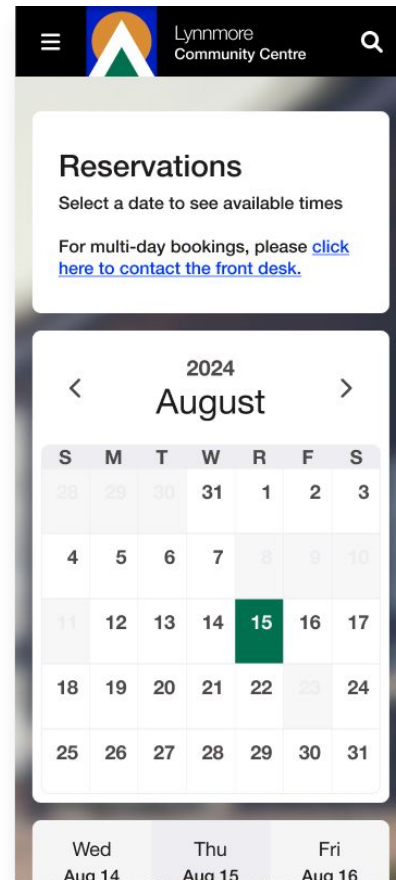 Lynnmore
Community Centre
Reservations
Select a date to see available times
For multi-day bookings, please click
here to contact the front desk.
2024
August
S M T W R F S
28 29 30 31 1 2 3
4 5 6 7 8 9 10
11 12 13 14 15 16 17
18 19 20 21 22 23 24
25 26 27 28 29 30 31
Wed Thu Fri
Aug 14 Aug 15 Aug 16